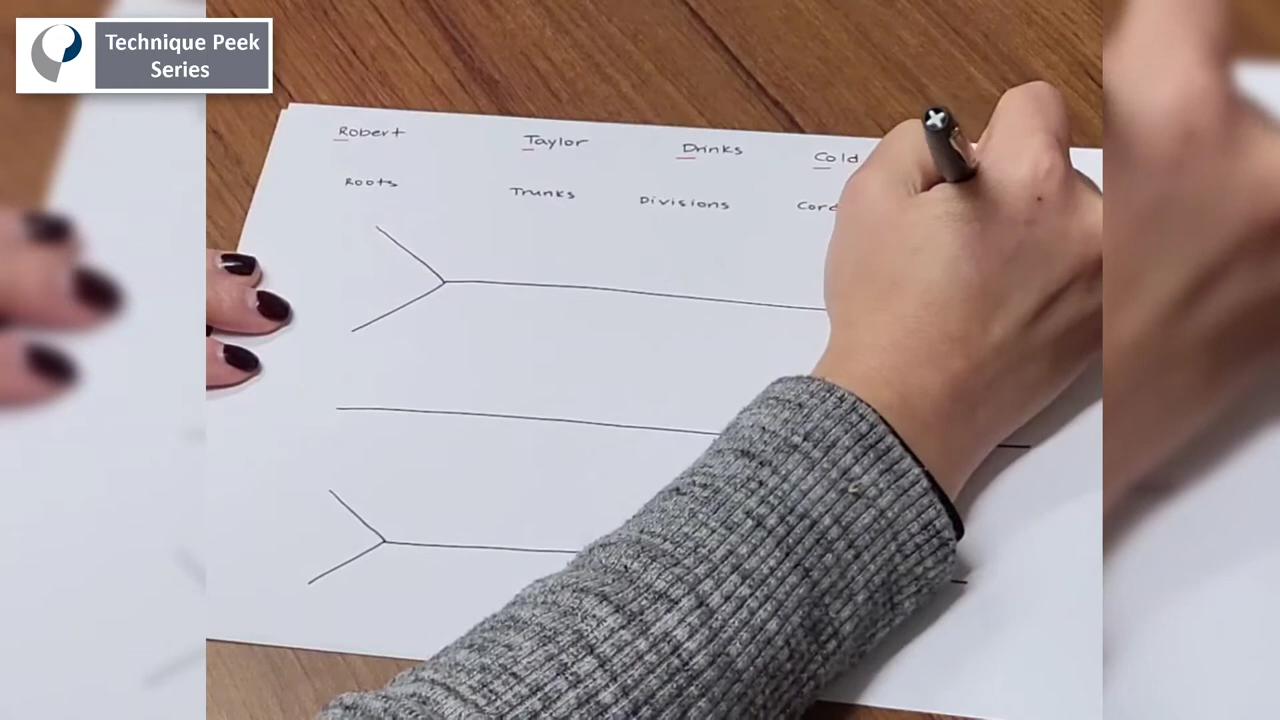 Technique Peek
Series
Robert Taylor Drinks Cold
Roots Trunks Divisions